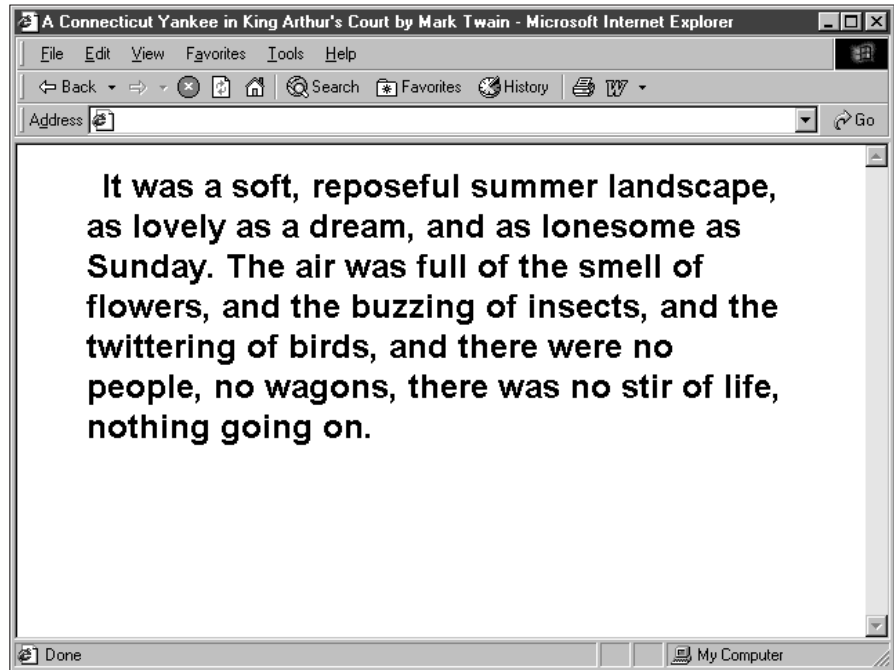 A Connecticut Yankee in King Arthur's Court by Mark Twain - Microsoft Internet Explorer
File Edit View Favorites Tools Help
Back Search Favorites History
Address Go
It was a soft, reposeful summer landscape,
as lovely as a dream, and as lonesome as
Sunday. The air was full of the smell of
flowers, and the buzzing of insects, and the
twittering of birds, and there were no
people, no wagons, there was no stir of life,
nothing going on.
Done My Computer